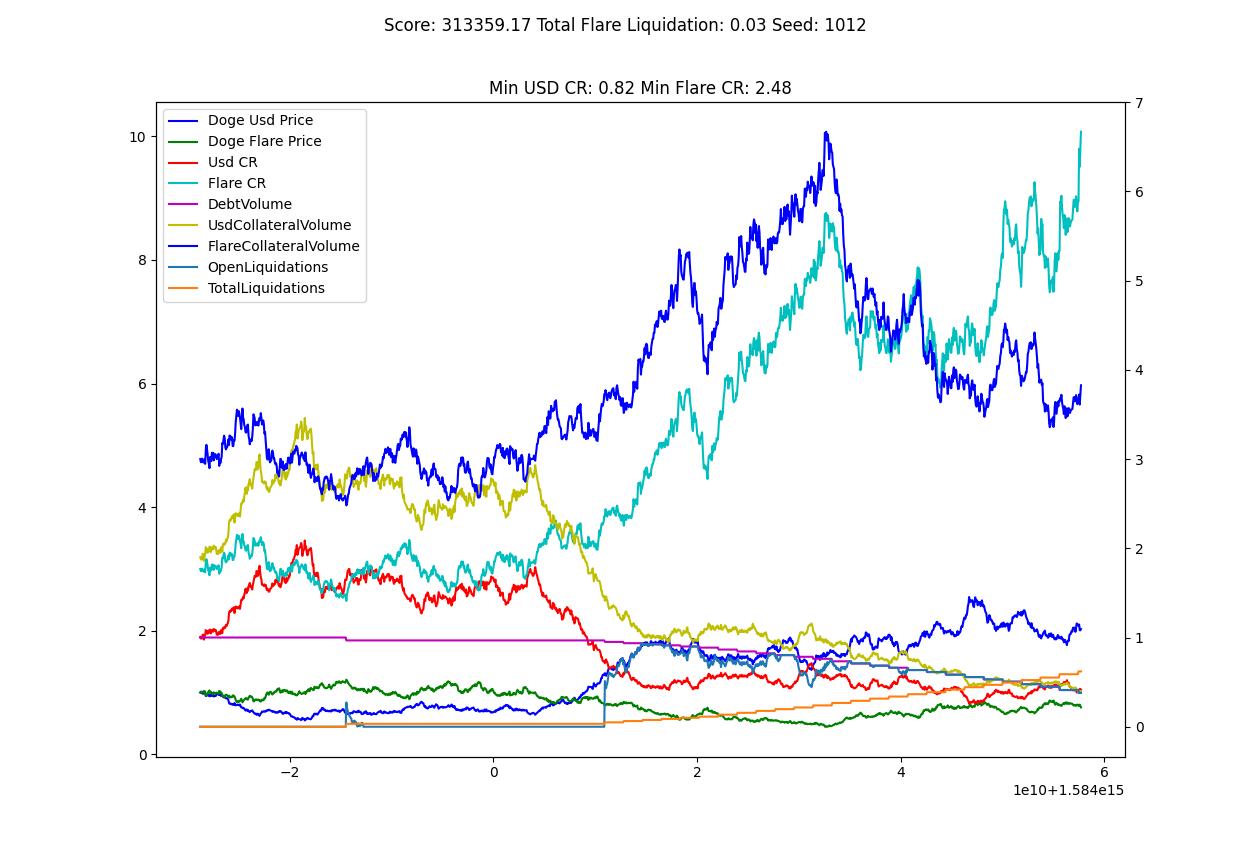 Score: 313359.17 Total Flare Liquidation: 0.03 Seed: 1012
Min USD CR: 0.82 Min Flare CR: 2.48
Doge Usd Price
Doge Flare Price
Usd CR
Flare CR
DebtVolume
UsdCollateralVolume
FlareCollateralVolume
OpenLiquidations
TotalLiquidations
10
8
6
4
2
0
7
6
5
4
3
2
1
0
−2
0
2
4
6
1e10+1.584e15